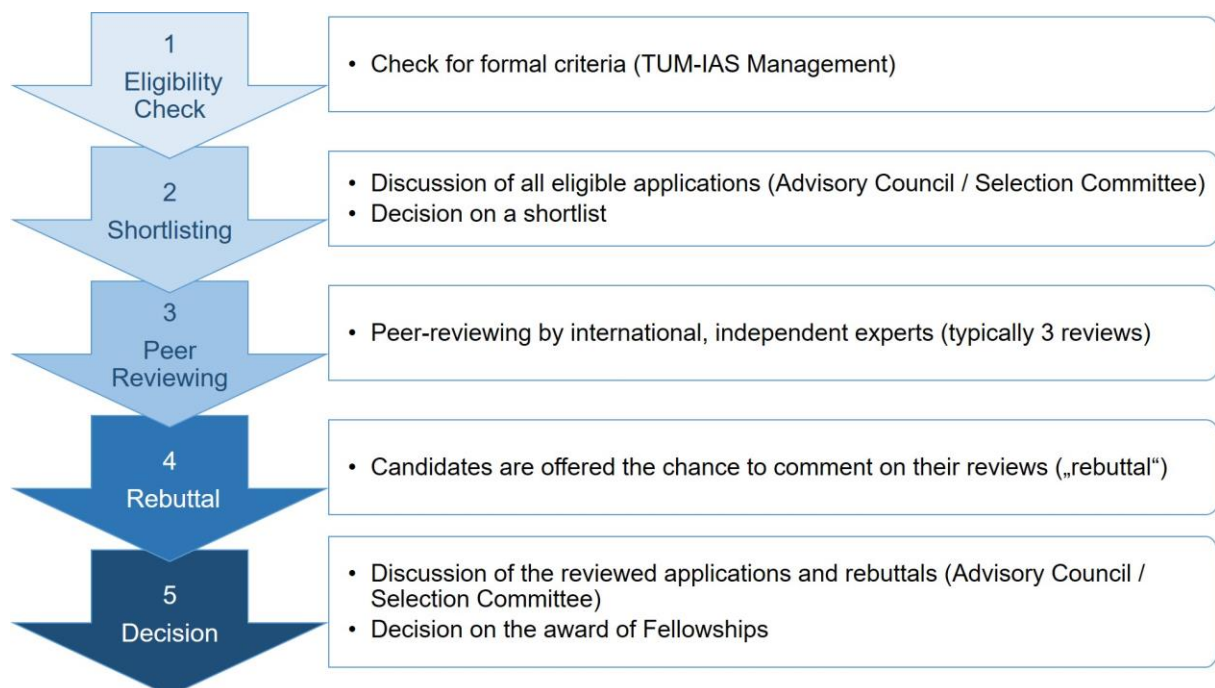 1
Eligibility
Check
• Check for formal criteria (TUM-IAS Management)
2
Shortlisting
• Discussion of all eligible applications (Advisory Council / Selection Committee)
• Decision on a shortlist
3
Peer
Reviewing
• Peer-reviewing by international, independent experts (typically 3 reviews)
4
Rebuttal
• Candidates are offered the chance to comment on their reviews („rebuttal“)
5
Decision
• Discussion of the reviewed applications and rebuttals (Advisory Council /
Selection Committee)
• Decision on the award of Fellowships